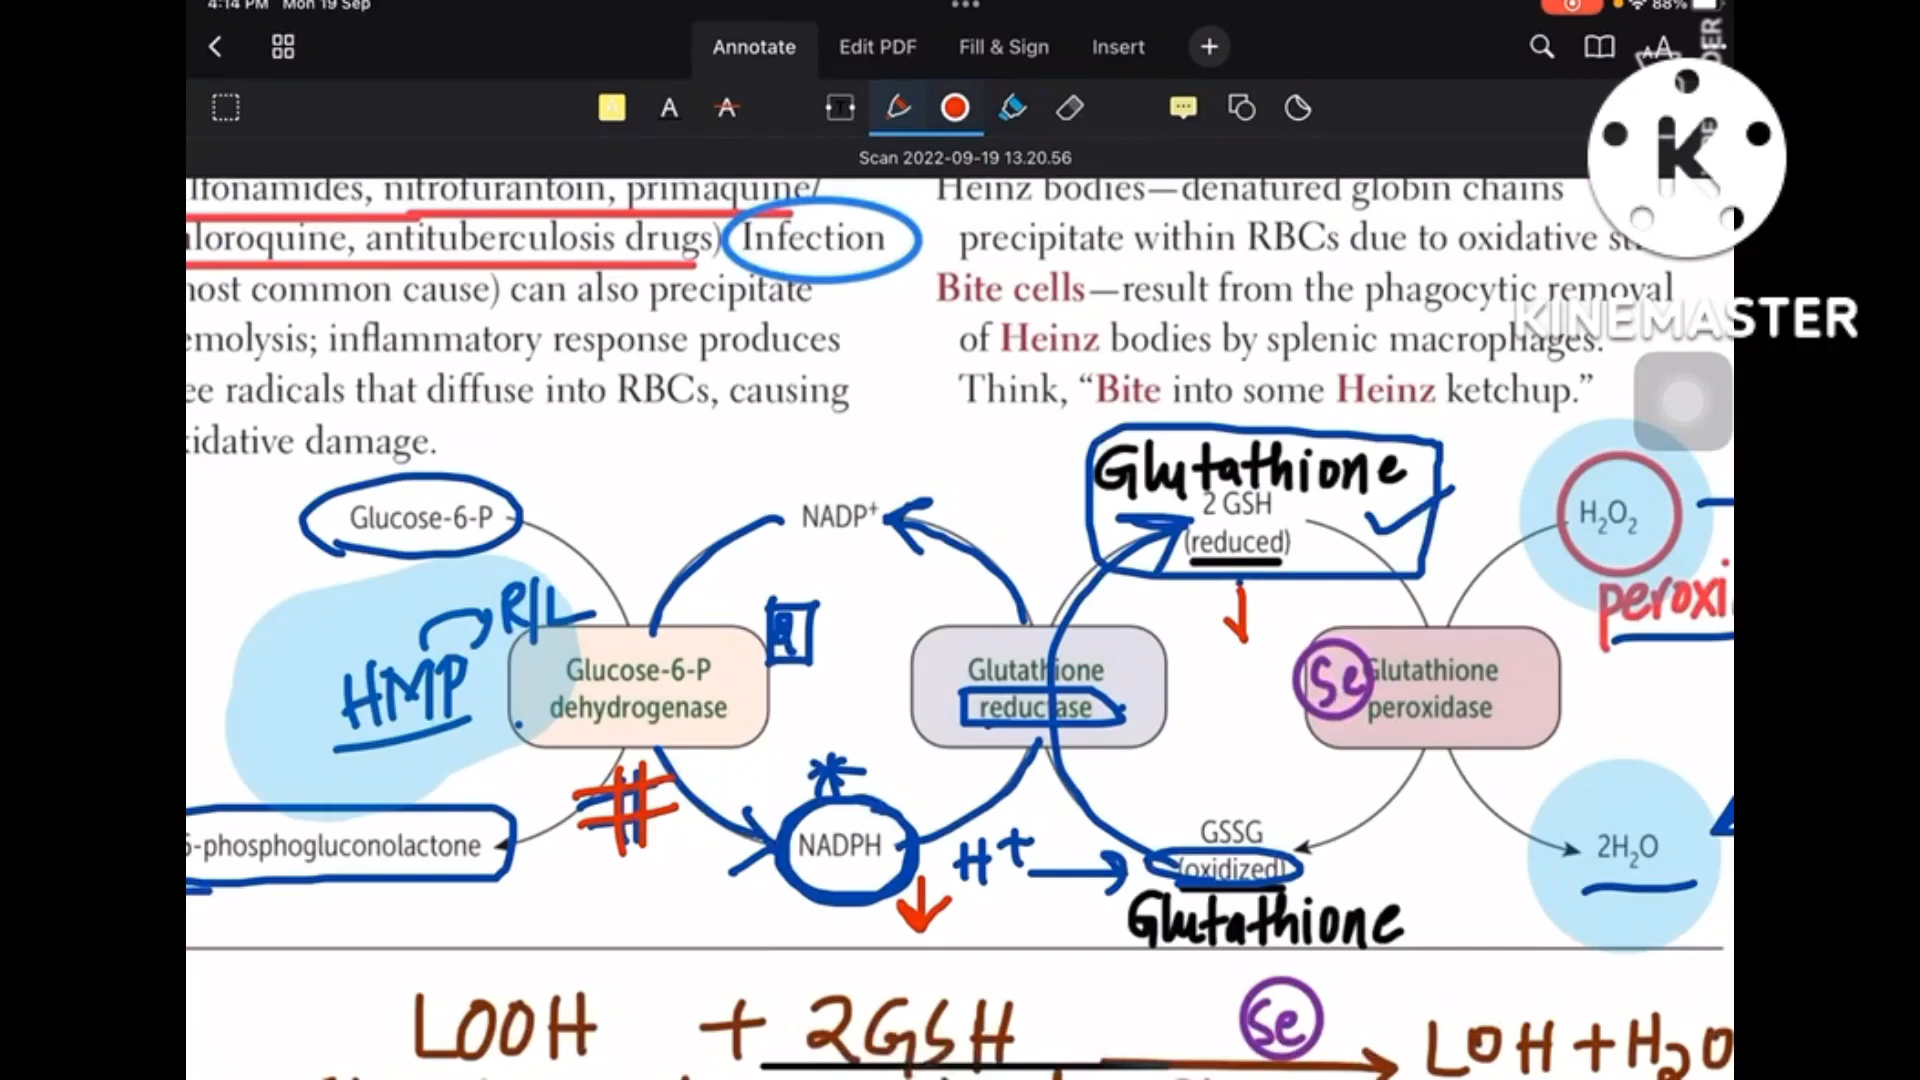 4:14 PM Mon 19 Sep
88%
Annotate
Edit PDF
Fill & Sign
Insert
Scan 2022-09-19 13.20.56
KINEMASTER
lfonamides, nitrofurantoin, primaquine/
loroquine, antituberculosis drugs) Infection
ost common cause) can also precipitate
emolysis; inflammatory response produces
ee radicals that diffuse into RBCs, causing
idative damage.
Heinz bodies—denatured globin chains
precipitate within RBCs due to oxidative
Bite cells—result from the phagocytic removal
of Heinz bodies by splenic macrophages.
Think, “Bite into some Heinz ketchup.”
Glutathione
Glucose-6-P
NADP+
2 GSH
(reduced)
H2O2
peroxi
R/L
HMP
Glucose-6-P
dehydrogenase
Glutathione
reductase
Se
Glutathione
peroxidase
6-phosphogluconolactone
NADPH
H+
GSSG
(oxidized)
2H2O
Glutathione
LOOH + 2GSH
Se
LOH + H2O